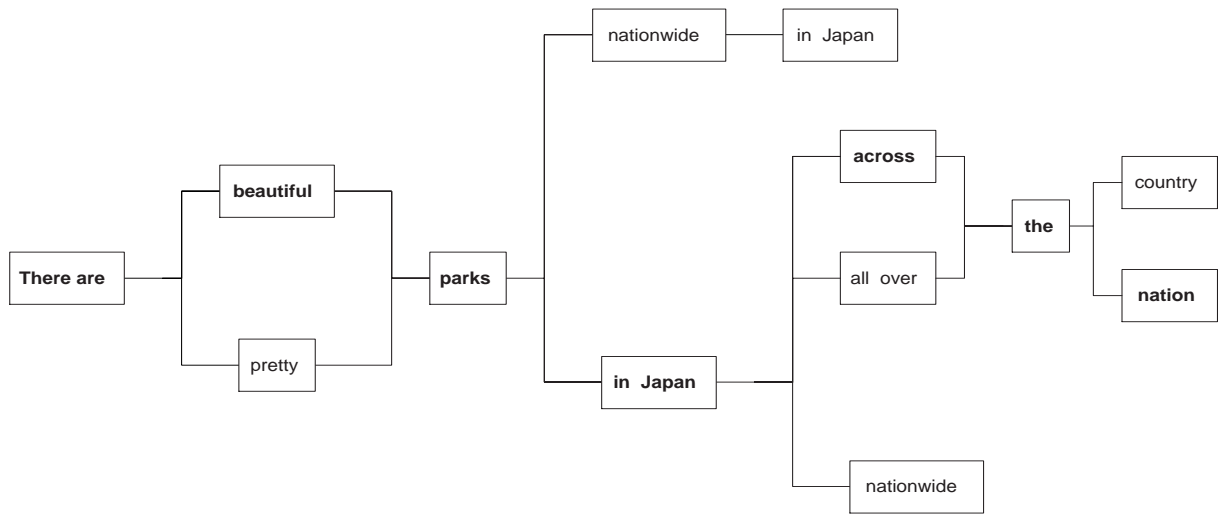 There are
beautiful
pretty
parks
nationwide
in Japan
in Japan
across
all over
nationwide
the
country
nation